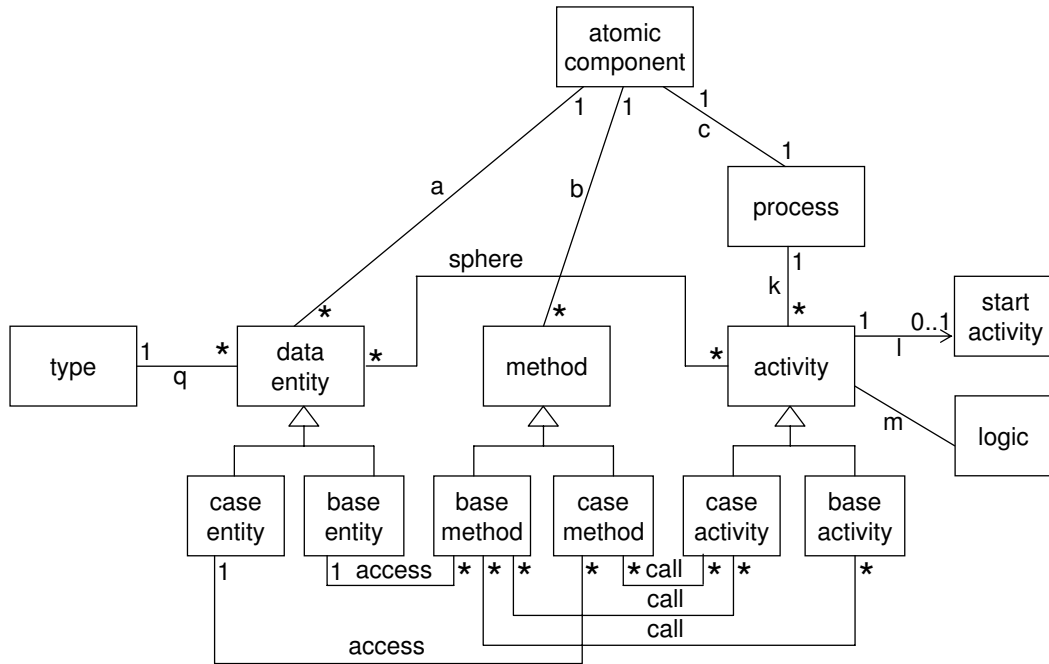 atomic
component
1
1
1
c
1
a
b
process
sphere
1
k
*
*
*
0..1
1
start
activity
l
1
*
type
q
data
entity
*
method
*
activity
m
logic
case
entity
base
entity
base
method
case
method
case
activity
base
activity
1
1
access
*
*
*
*
*
call
*
*
*
call
call
access